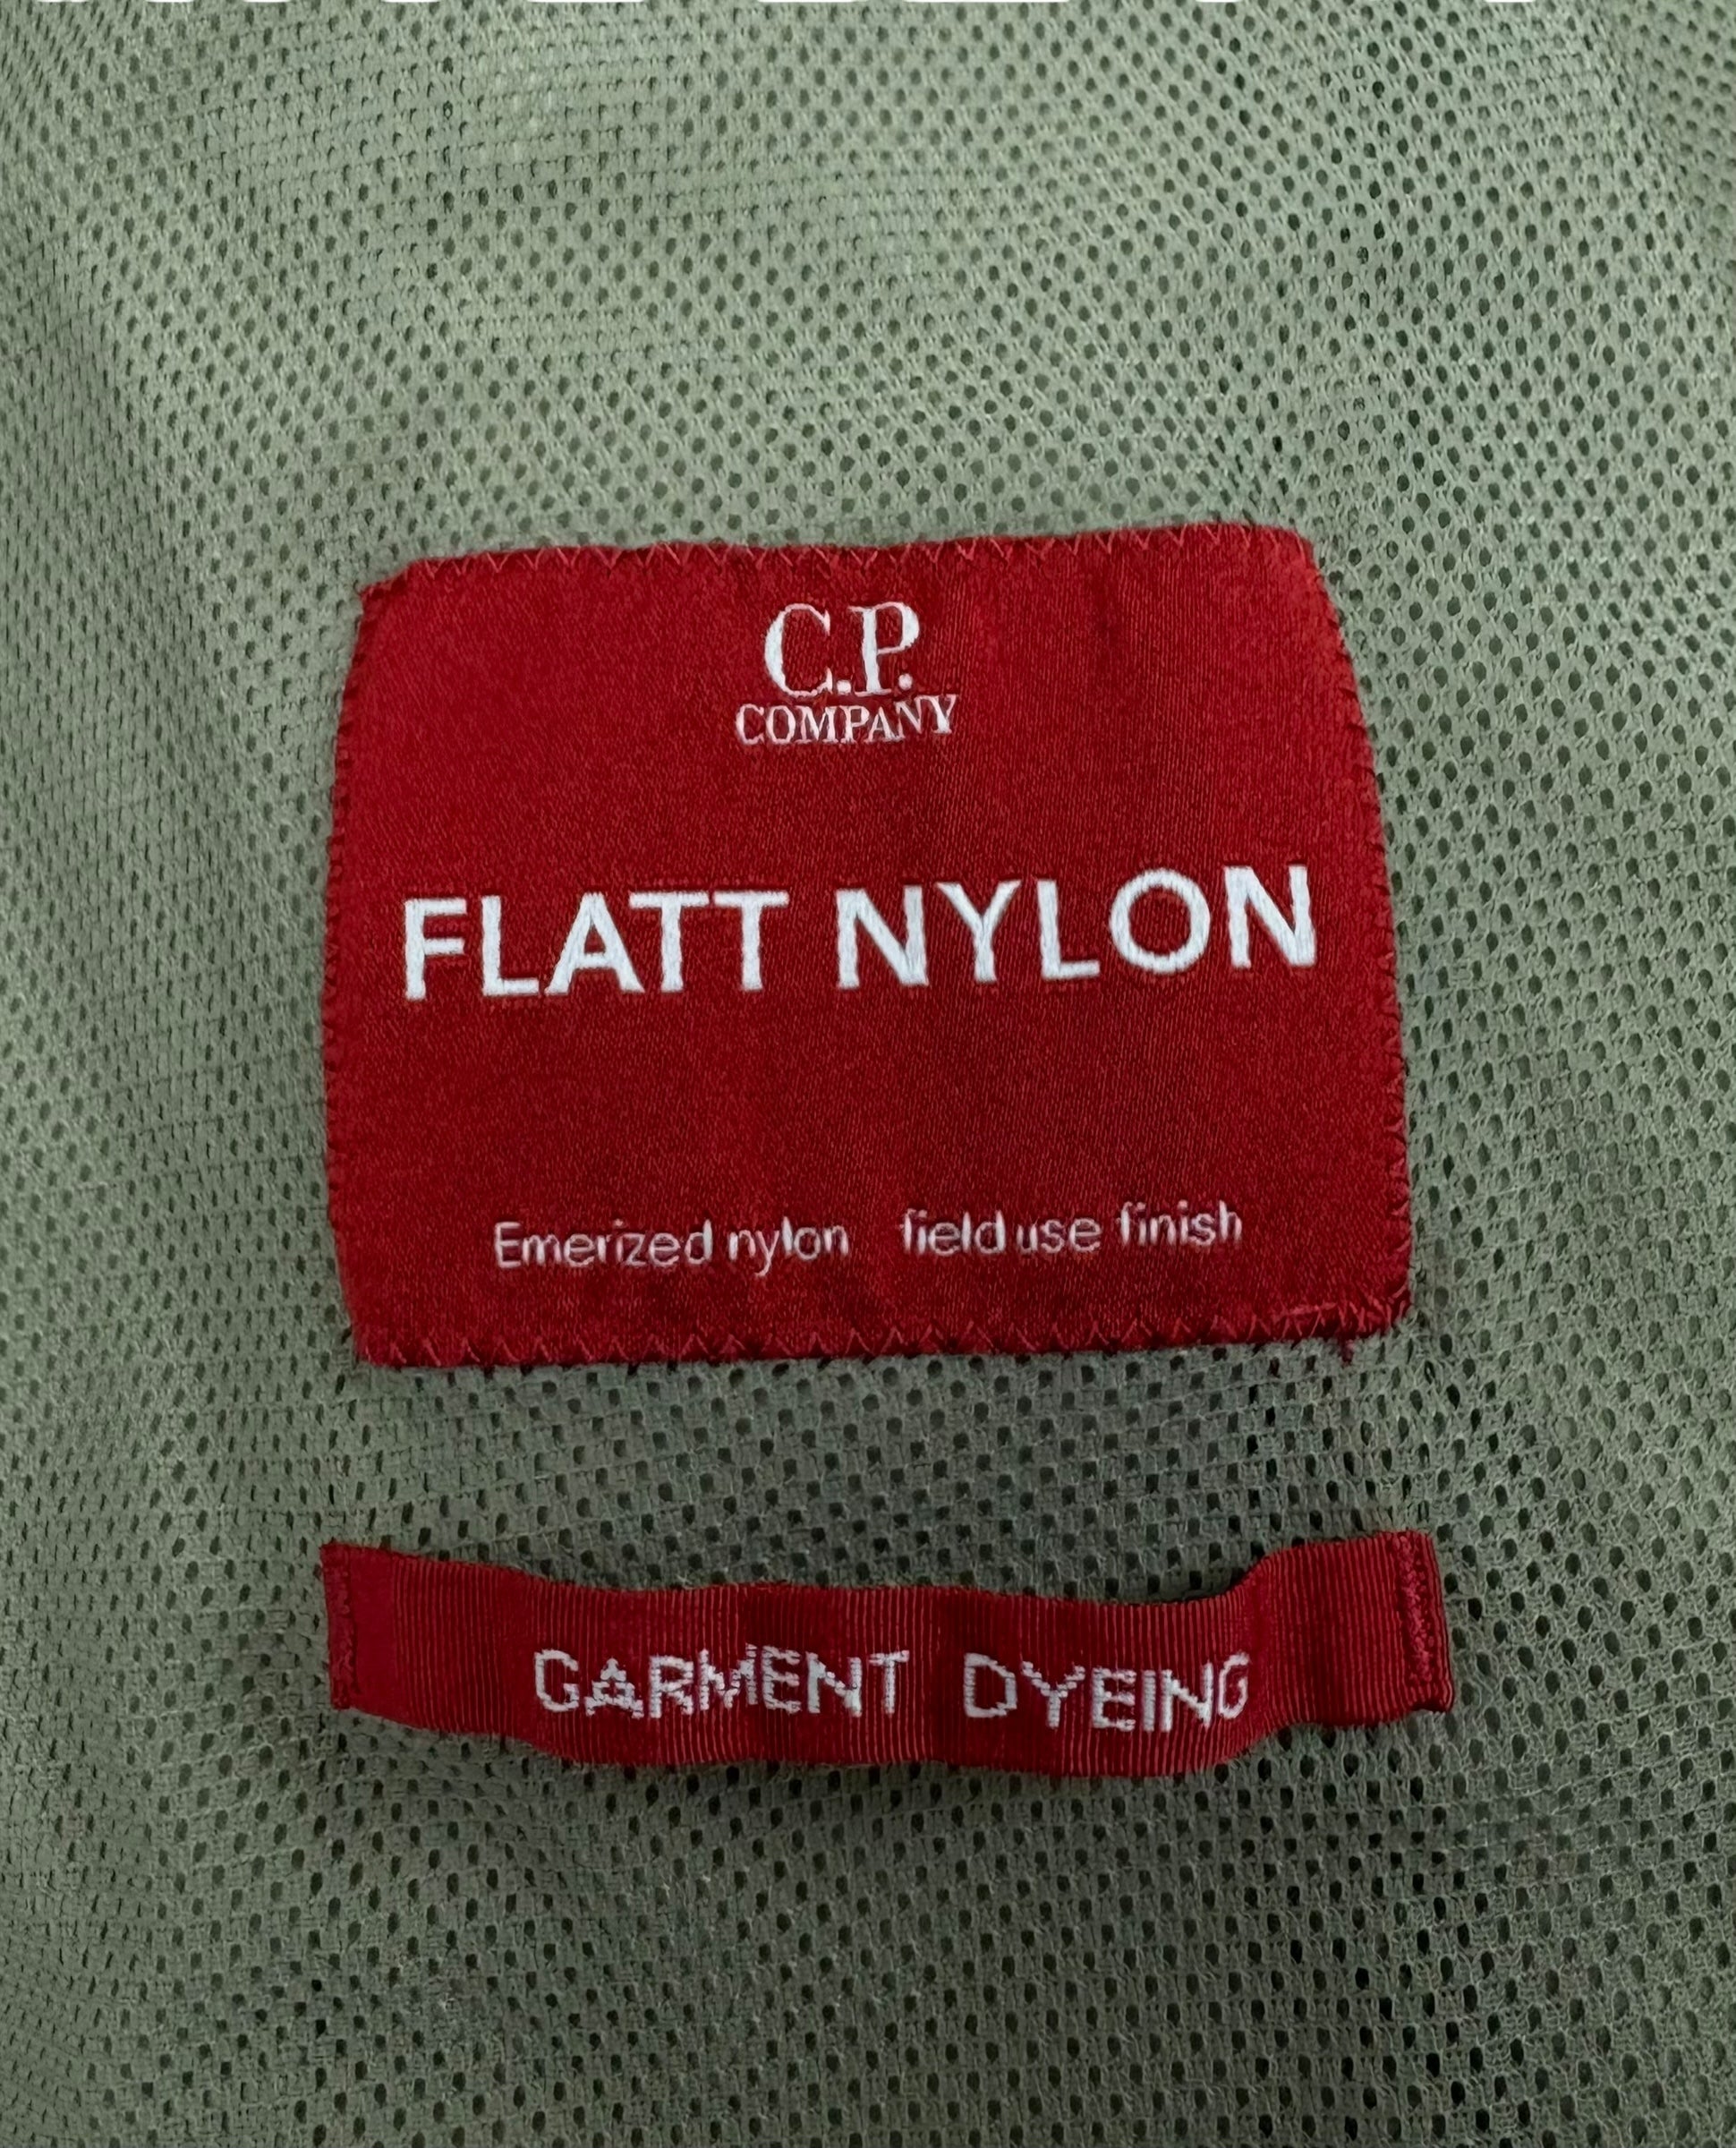 C.P.
COMPANY
FLATT NYLON
Emerized nylon field use finish
GARMENT DYEING